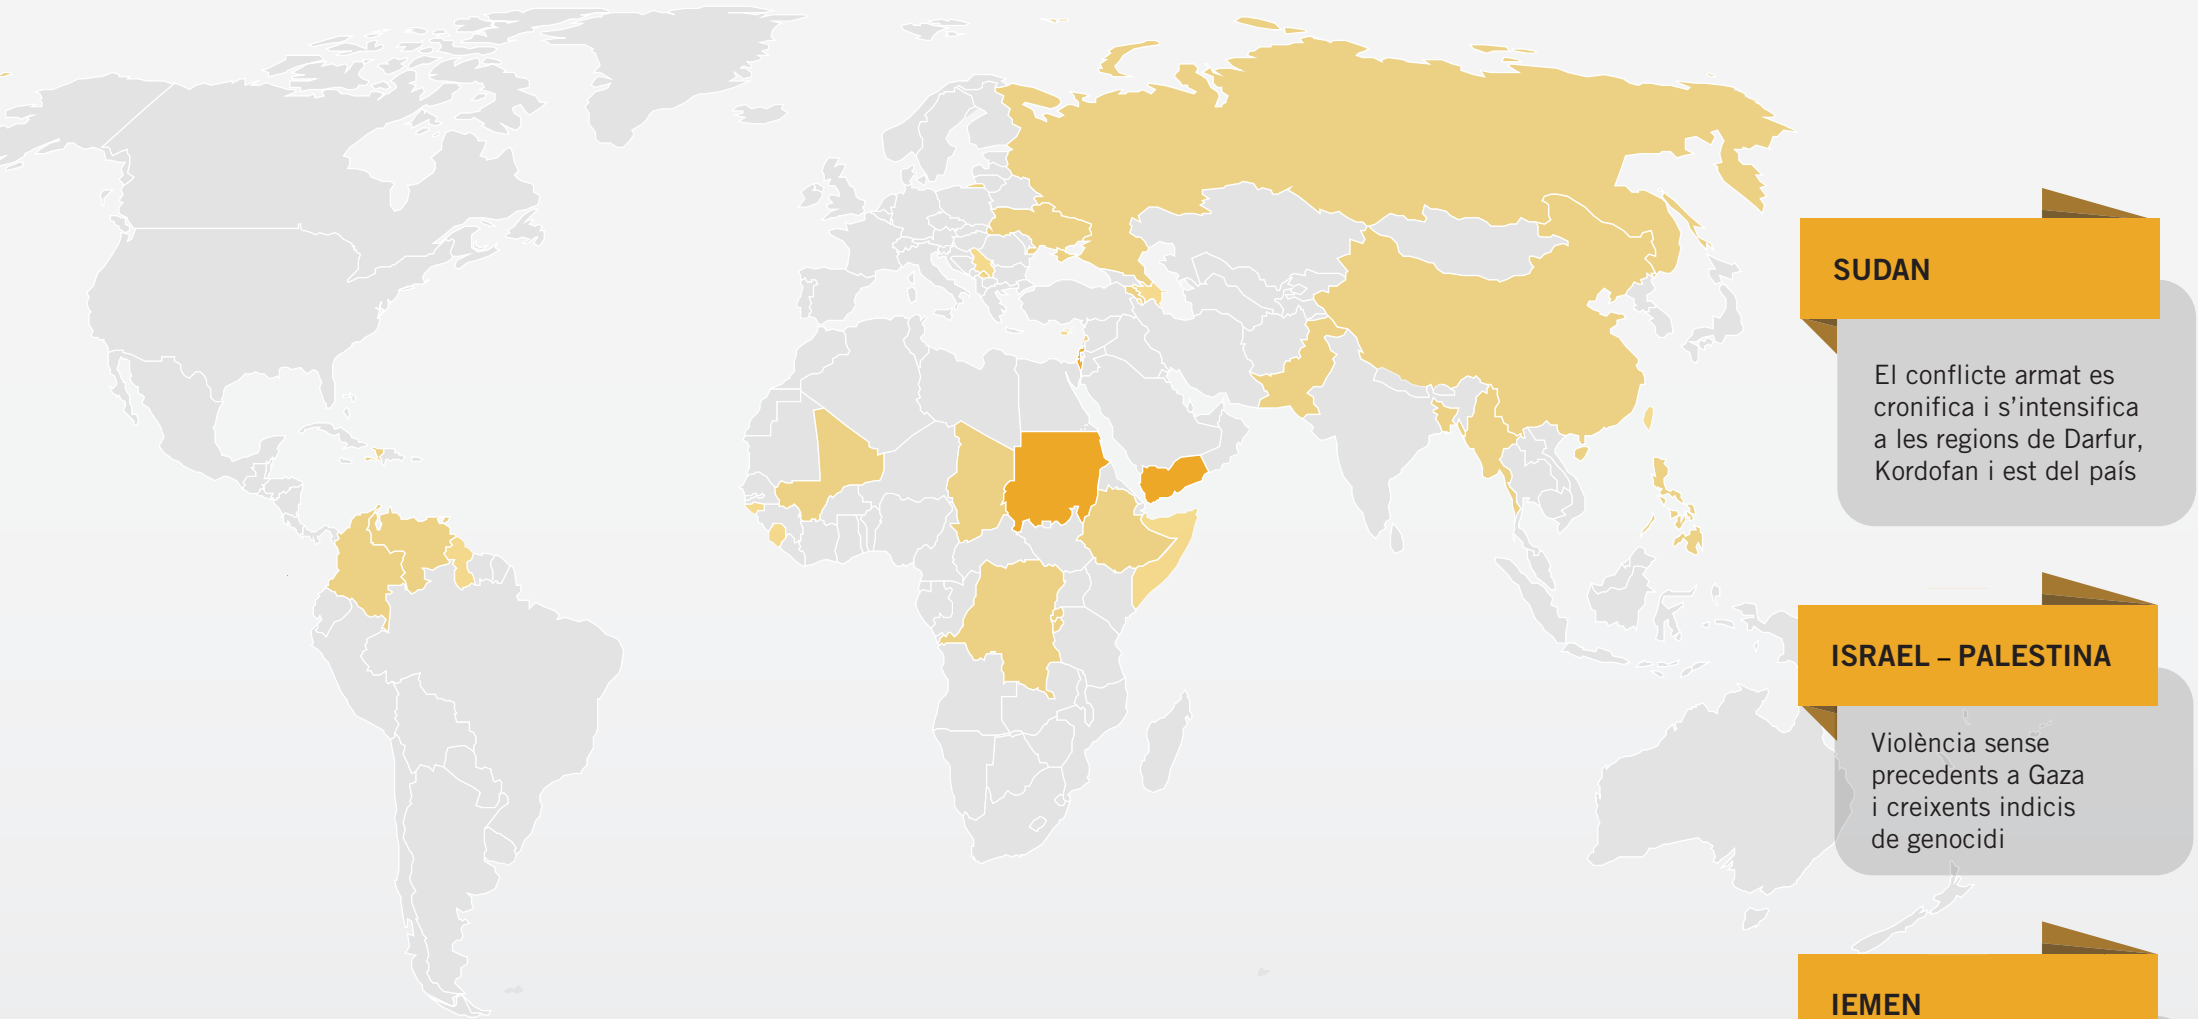 SUDAN
El conflicte armat es
cronifica i s’intensifica
a les regions de Darfur,
Kordofan i est del país
ISRAEL – PALESTINA
Violència sense
precedents a Gaza
i creixents indicis
de genocidi
IEMEN